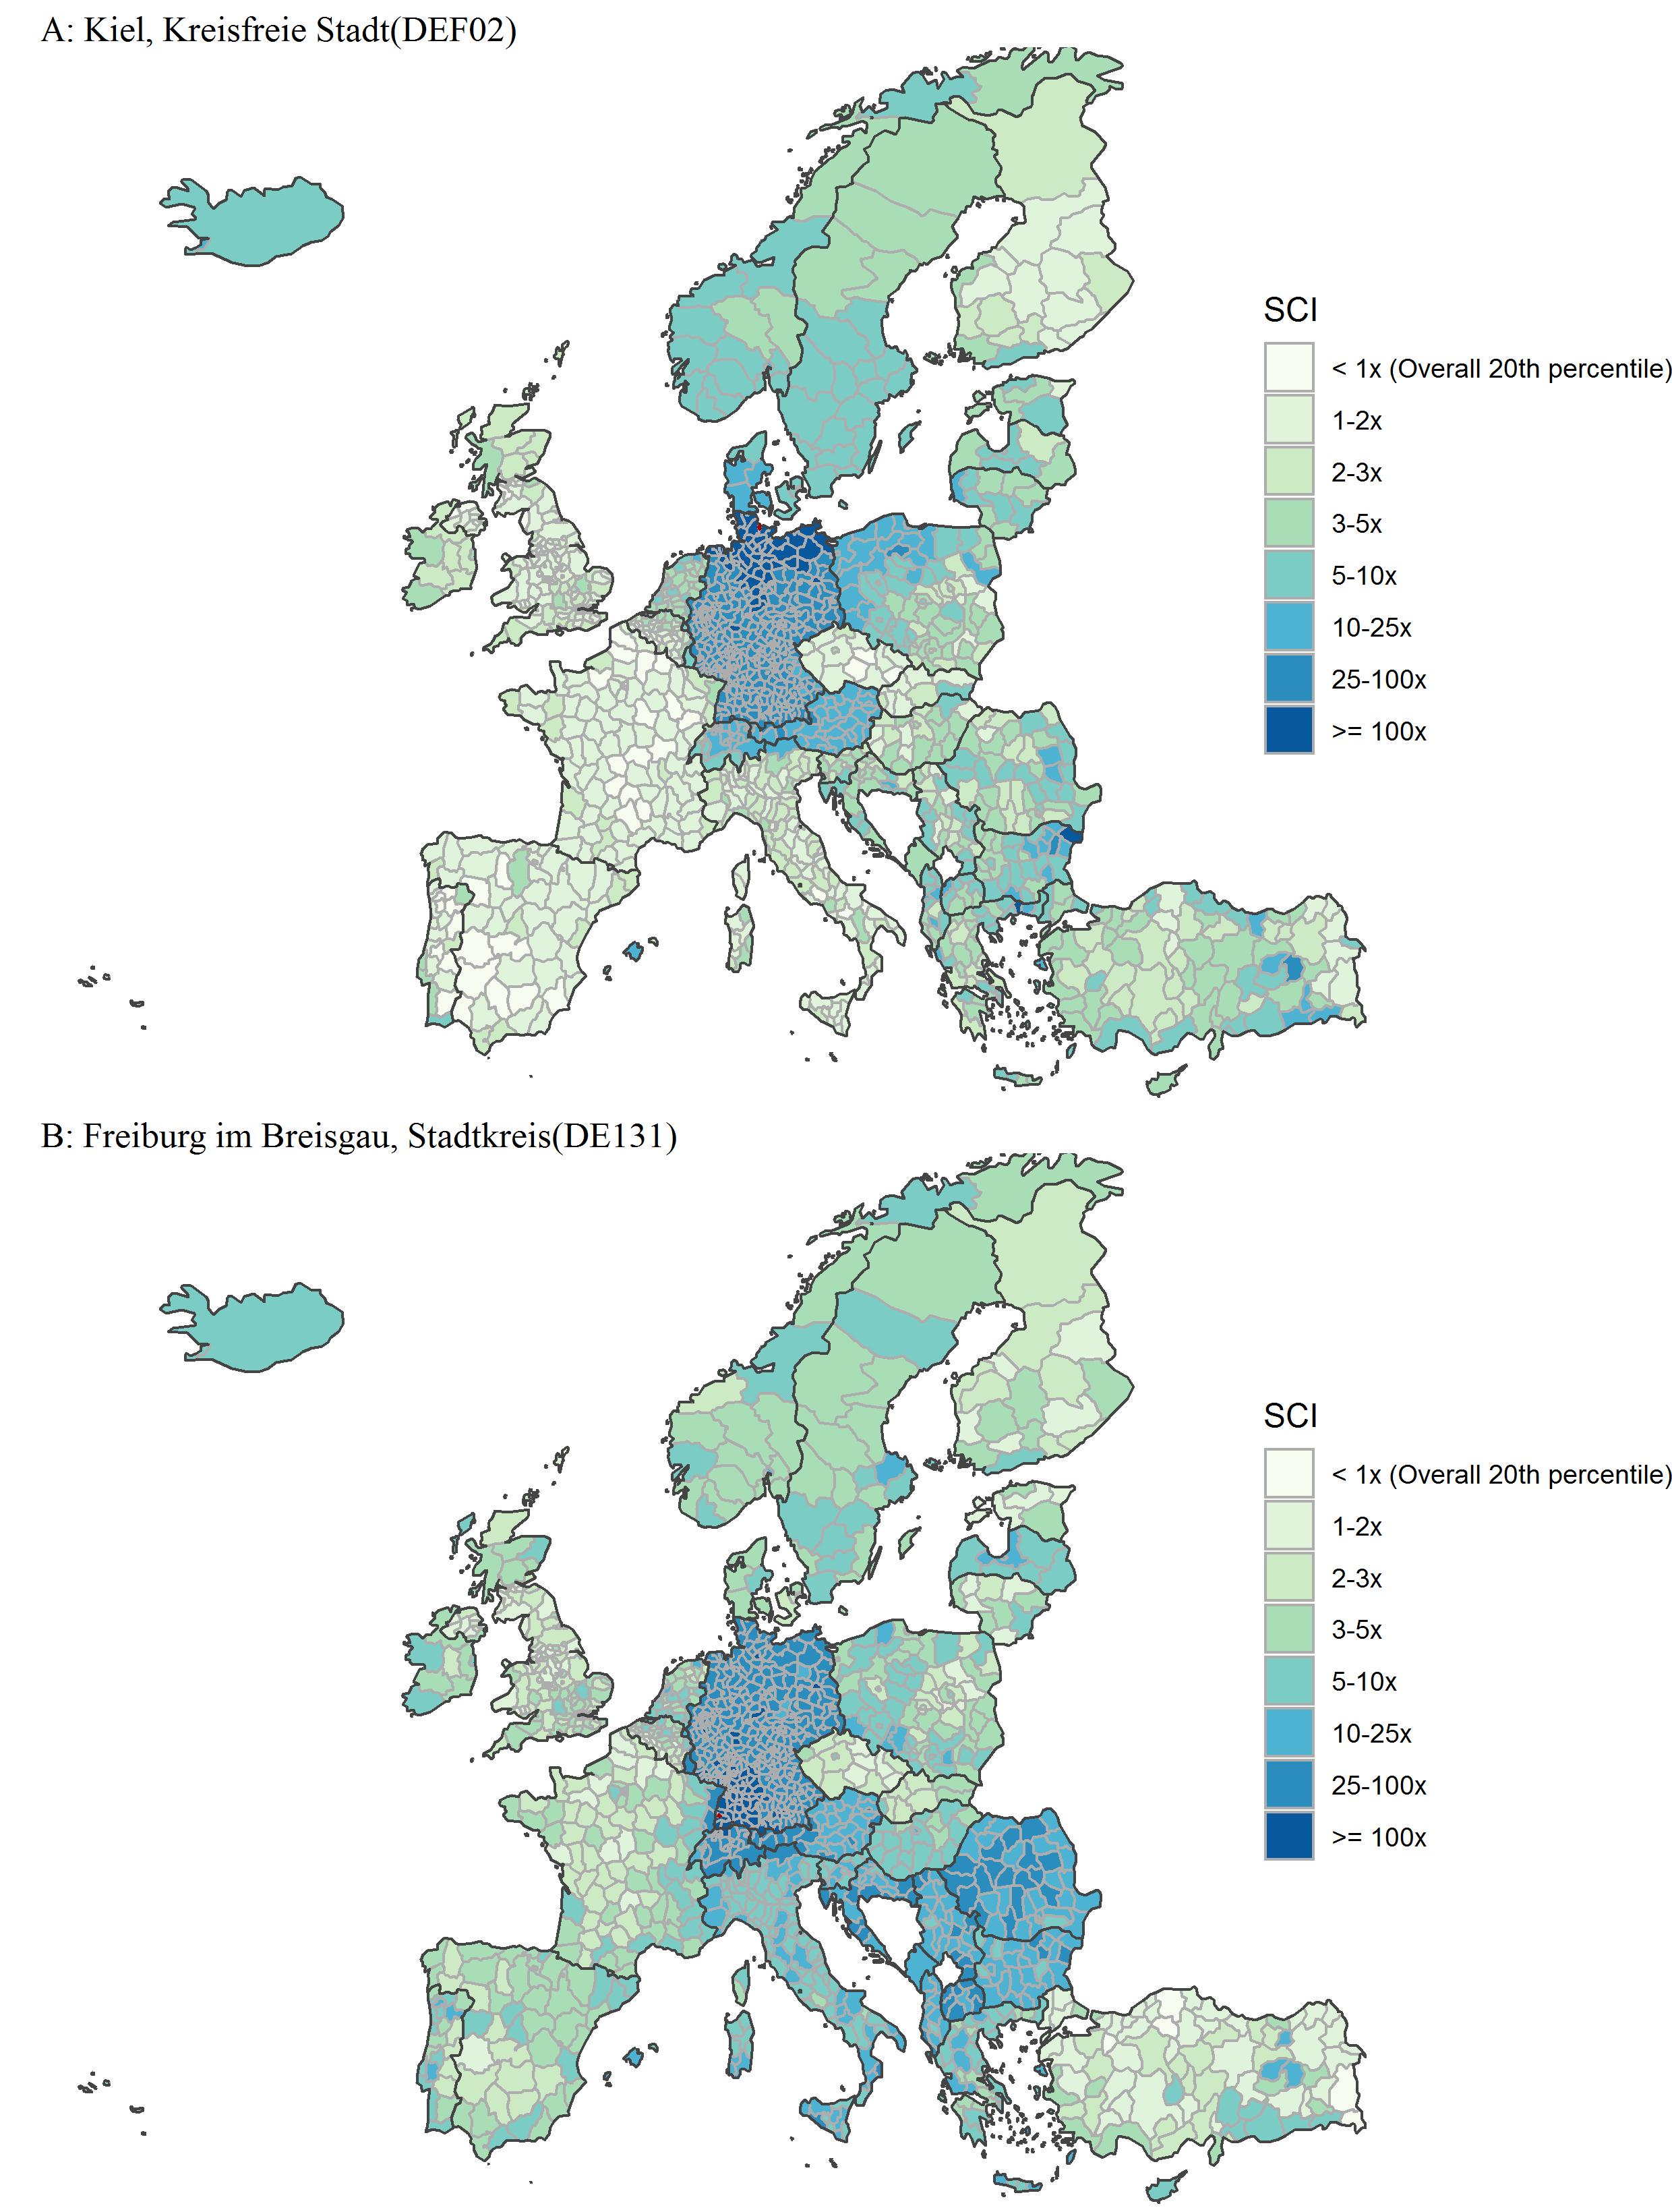 A: Kiel, Kreisfreie Stadt(DEF02)
SCI
< 1x (Overall 20th percentile)
1-2x
2-3x
3-5x
5-10x
10-25x
25-100x
>= 100x
B: Freiburg im Breisgau, Stadtkreis(DE131)
SCI
< 1x (Overall 20th percentile)
1-2x
2-3x
3-5x
5-10x
10-25x
25-100x
>= 100x